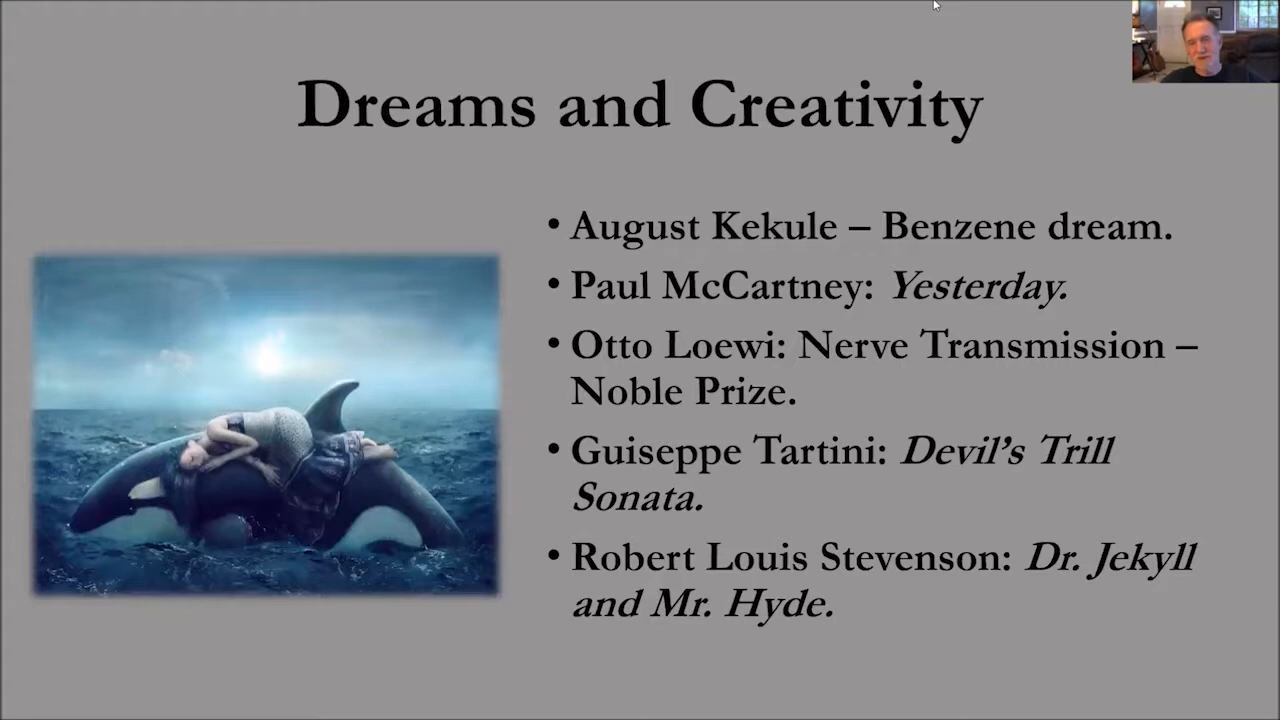 Dreams and Creativity
• August Kekule – Benzene dream.
• Paul McCartney: Yesterday.
• Otto Loewi: Nerve Transmission –
Noble Prize.
• Guiseppe Tartini: Devil’s Trill
Sonata.
• Robert Louis Stevenson: Dr. Jekyll
and Mr. Hyde.